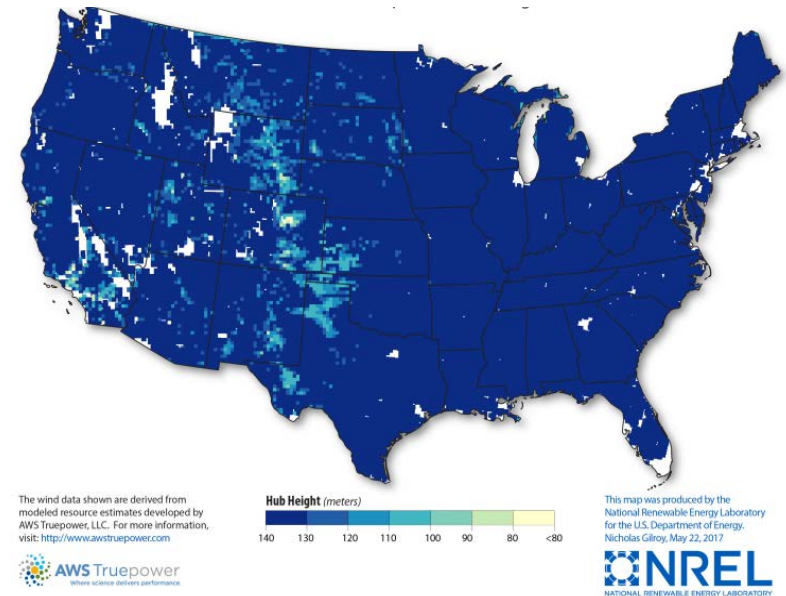 The wind data shown are derived from
modeled resource estimates developed by
AWS Truepower, LLC. For more information,
visit: http://www.awstruepower.com
AWS Truepower
Where science delivers performance
Hub Height (meters)
140 130 120 110 100 90 80 <80
This map was produced by the
National Renewable Energy Laboratory
for the U.S. Department of Energy.
Nicholas Gilroy, May 22, 2017
NREL
NATIONAL RENEWABLE ENERGY LABORATORY